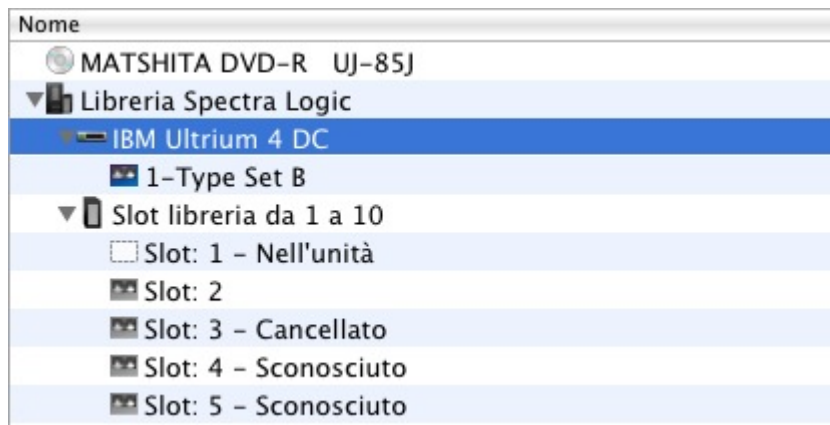 Nome
MATSHITA DVD-R UJ-85J
Libreria Spectra Logic
IBM Ultrium 4 DC
1-Type Set B
Slot libreria da 1 a 10
Slot: 1 – Nell'unità
Slot: 2
Slot: 3 – Cancellato
Slot: 4 – Sconosciuto
Slot: 5 – Sconosciuto